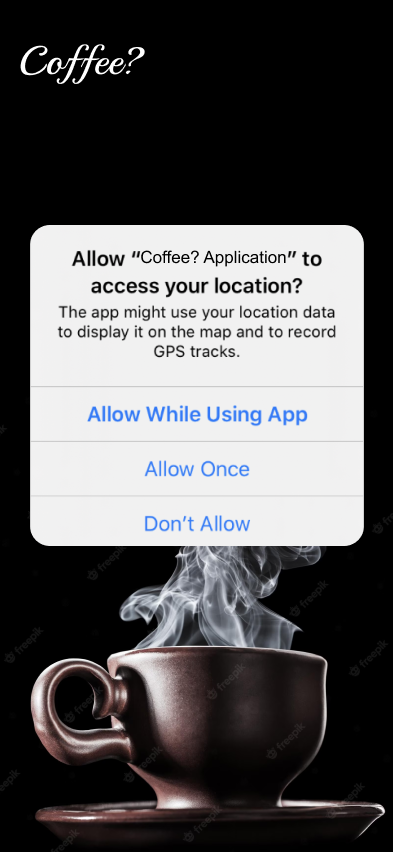 Coffee?
Allow “Coffee? Application” to
access your location?
The app might use your location data
to display it on the map and to record
GPS tracks.
Allow While Using App
Allow Once
Don’t Allow
freepik
freepik
freepik
freepik
freepik
freepik
freepik